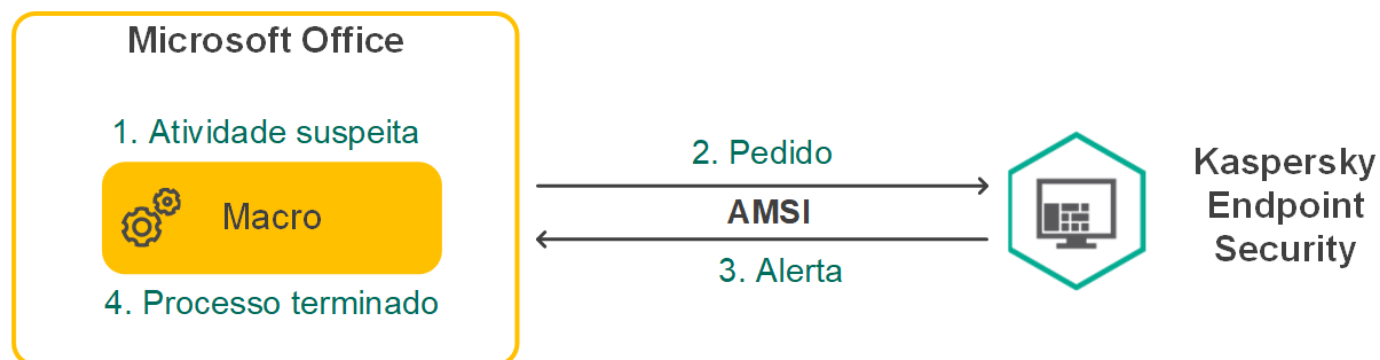 Microsoft Office
1. Atividade suspeita
Macro
4. Processo terminado
2. Pedido
AMSI
3. Alerta
Kaspersky
Endpoint
Security